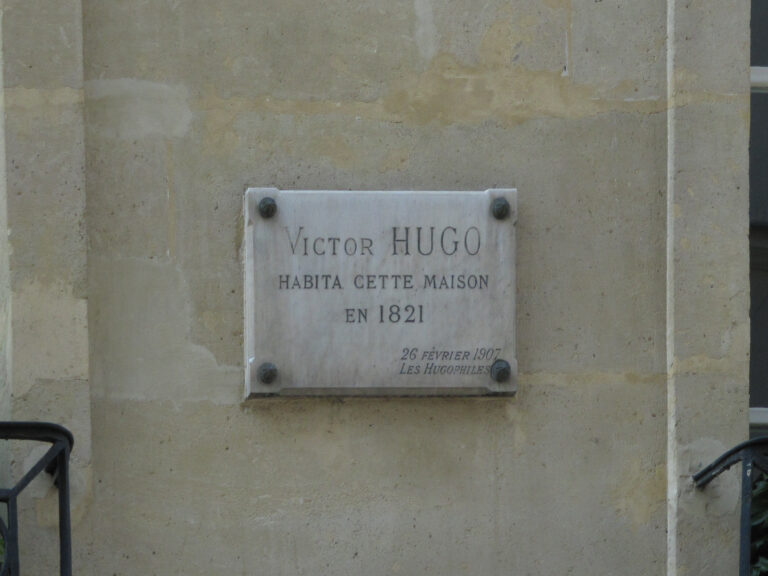 VICTOR HUGO
HABITA CETTE MAISON
EN 1821
26 FÉVRIER 1907
LES HUGOPHILES